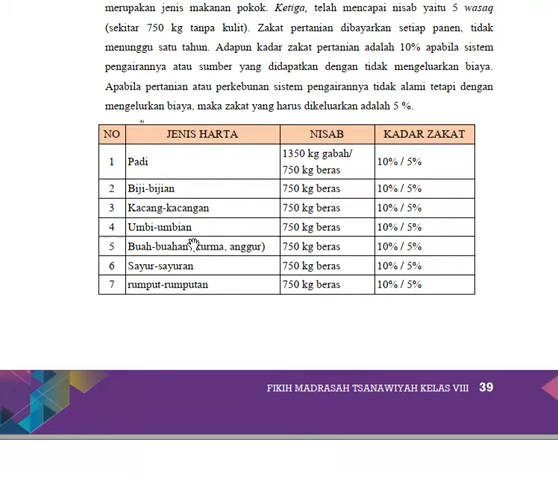 merupakan jenis makanan pokok. Ketiga, telah mencapai nisab yaitu 5 wasaq
(sekitar 750 kg tanpa kulit). Zakat pertanian dibayarkan setiap panen, tidak
menunggu satu tahun. Adapun kadar zakat pertanian adalah 10% apabila sistem
pengairannya atau sumber yang didapatkan dengan tidak mengeluarkan biaya.
Apabila pertanian atau perkebunan sistem pengairannya tidak alami tetapi dengan
mengelurkan biaya, maka zakat yang harus dikeluarkan adalah 5 %.
NO JENIS HARTA NISAB KADAR ZAKAT
1 Padi 1350 kg gabah/ 750 kg beras 10% / 5%
2 Biji-bijian 750 kg beras 10% / 5%
3 Kacang-kacangan 750 kg beras 10% / 5%
4 Umbi-umbian 750 kg beras 10% / 5%
5 Buah-buahan (kurma, anggur) 750 kg beras 10% / 5%
6 Sayur-sayuran 750 kg beras 10% / 5%
7 rumput-rumputan 750 kg beras 10% / 5%
FIKIH MADRASAH TSANAWIYAH KELAS VIII 39